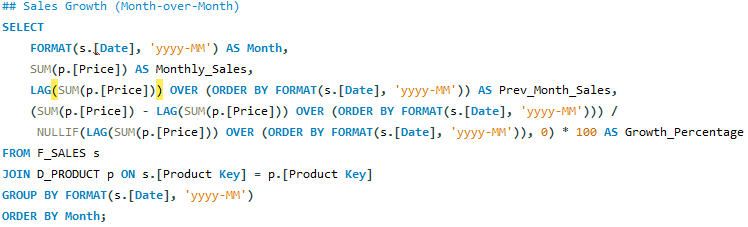 ## Sales Growth (Month-over-Month)
SELECT
    FORMAT(s.[Date], 'yyyy-MM') AS Month,
    SUM(p.[Price]) AS Monthly_Sales,
    LAG(SUM(p.[Price])) OVER (ORDER BY FORMAT(s.[Date], 'yyyy-MM')) AS Prev_Month_Sales,
    (SUM(p.[Price]) - LAG(SUM(p.[Price])) OVER (ORDER BY FORMAT(s.[Date], 'yyyy-MM'))) /
     NULLIF(LAG(SUM(p.[Price])) OVER (ORDER BY FORMAT(s.[Date], 'yyyy-MM')), 0) * 100 AS Growth_Percentage
FROM F_SALES s
JOIN D_PRODUCT p ON s.[Product Key] = p.[Product Key]
GROUP BY FORMAT(s.[Date], 'yyyy-MM')
ORDER BY Month;